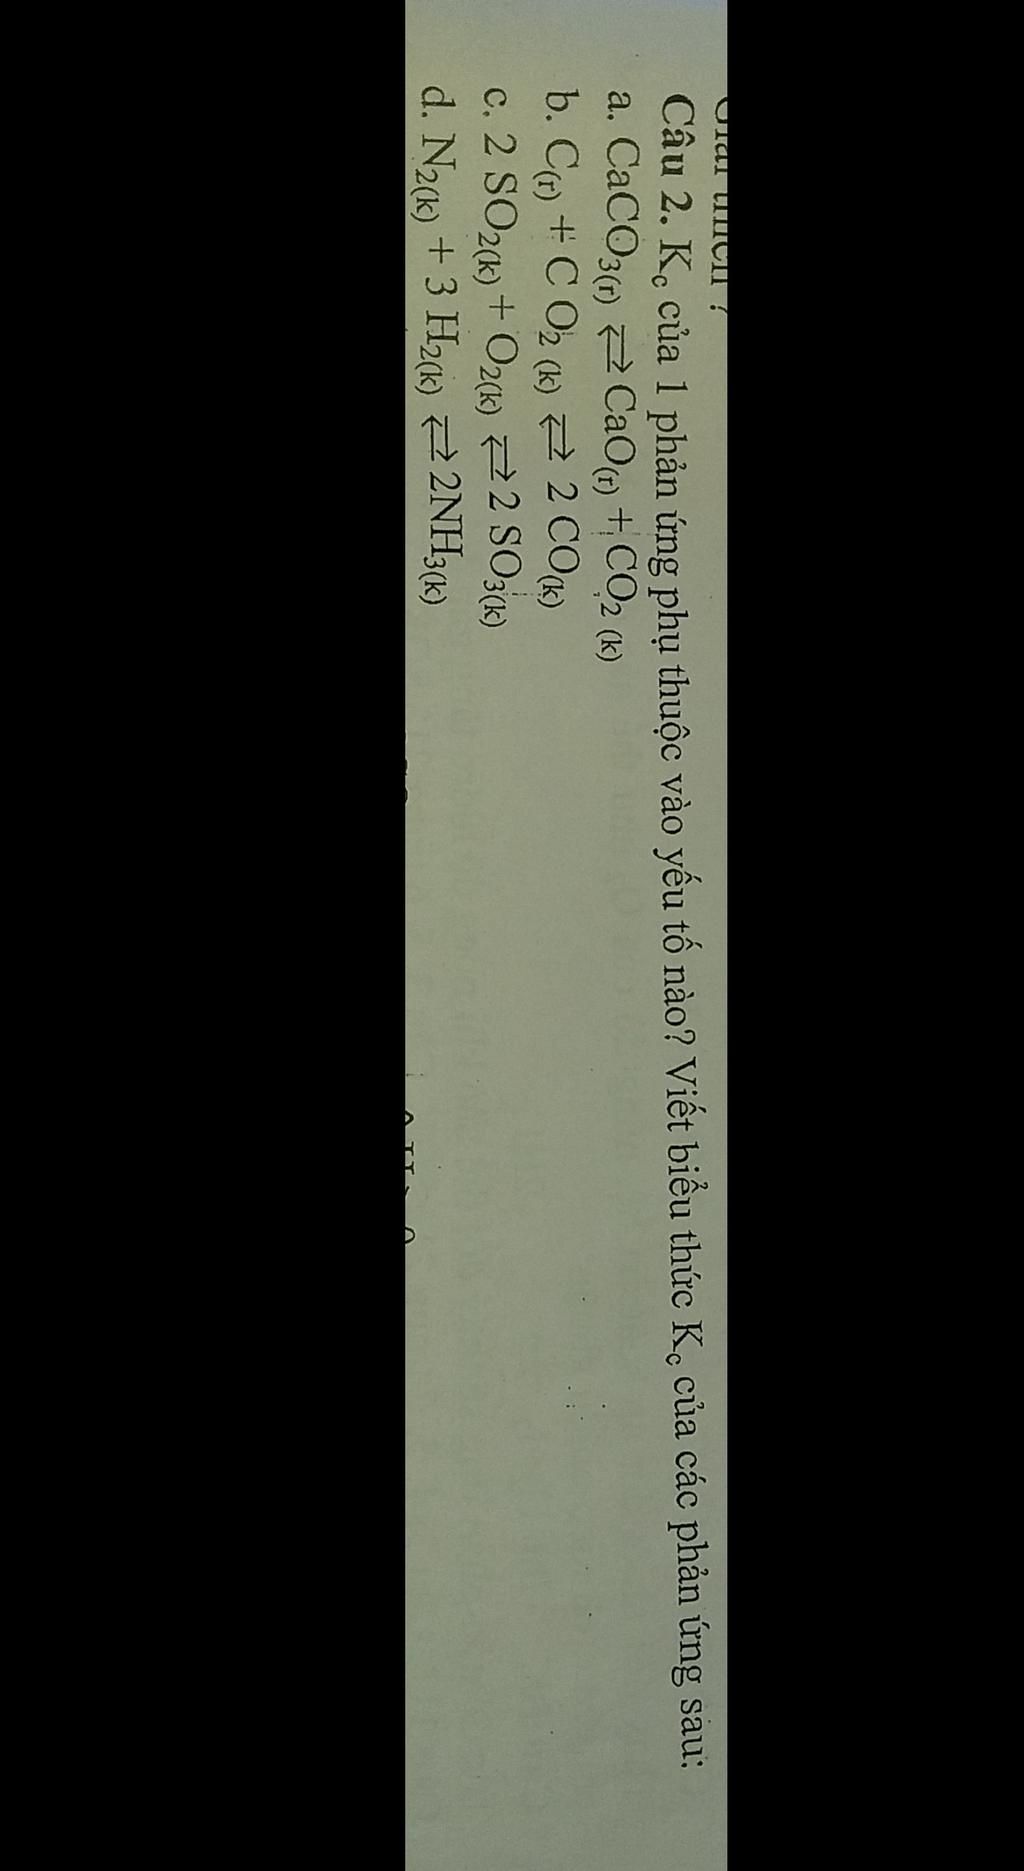 Câu 2. Kc của 1 phản ứng phụ thuộc vào yếu tố nào? Viết biểu thức Kc của các phản ứng sau:
a. CaCO3(r) ⇄ CaO(r) + CO2 (k)
b. C(r) + C O2 (k) ⇄ 2 CO(k)
c. 2 SO2(k) + O2(k) ⇄ 2 SO3(k)
d. N2(k) + 3 H2(k) ⇄ 2NH3(k)